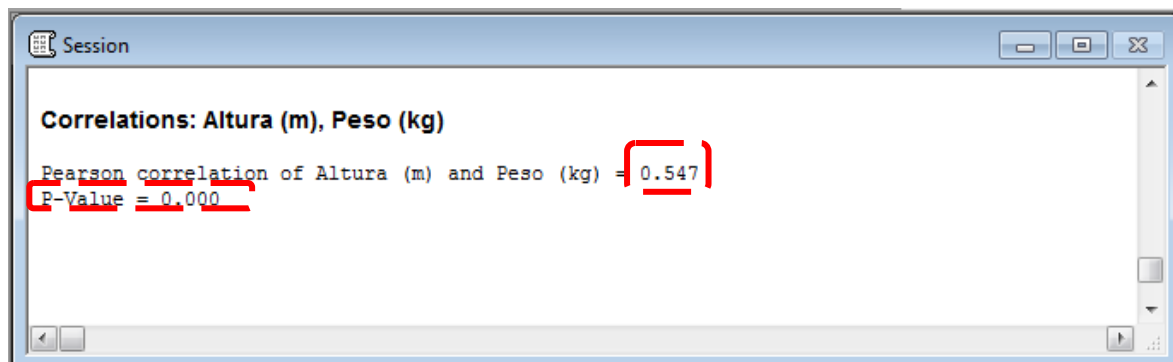 Session
Correlations: Altura (m), Peso (kg)
Pearson correlation of Altura (m) and Peso (kg) = 0.547
P-Value = 0.000